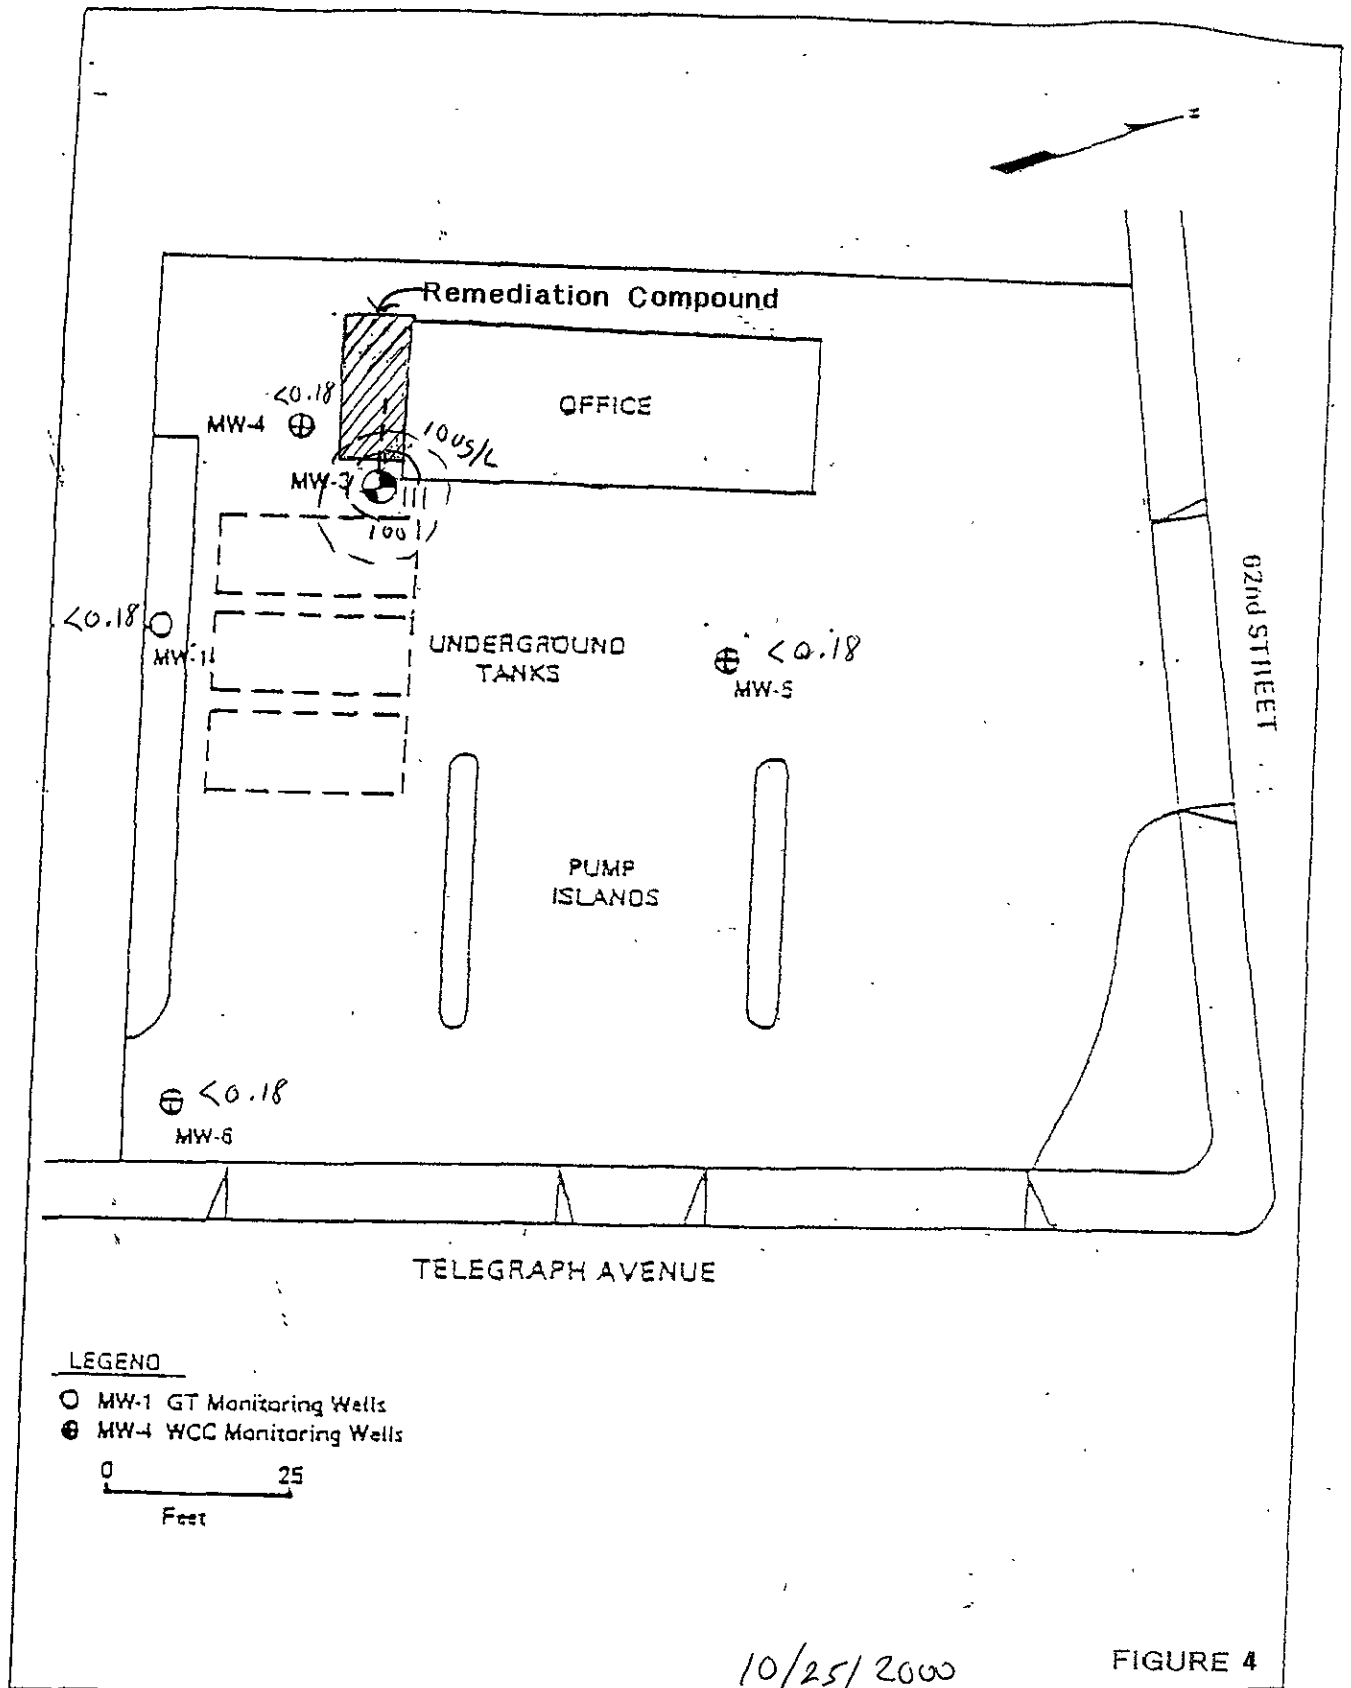 Remediation Compound
OFFICE
<0.18
MW-4
10ug/L
MW-3
111
100
<0.18
MW-1
UNDERGROUND
TANKS
<0.18
MW-5
62nd STREET
PUMP
ISLANDS
<0.18
MW-6
TELEGRAPH AVENUE
LEGEND
MW-1 GT Monitoring Wells
MW-4 WCC Monitoring Wells
0 25
Feet
10/25/2000
FIGURE 4